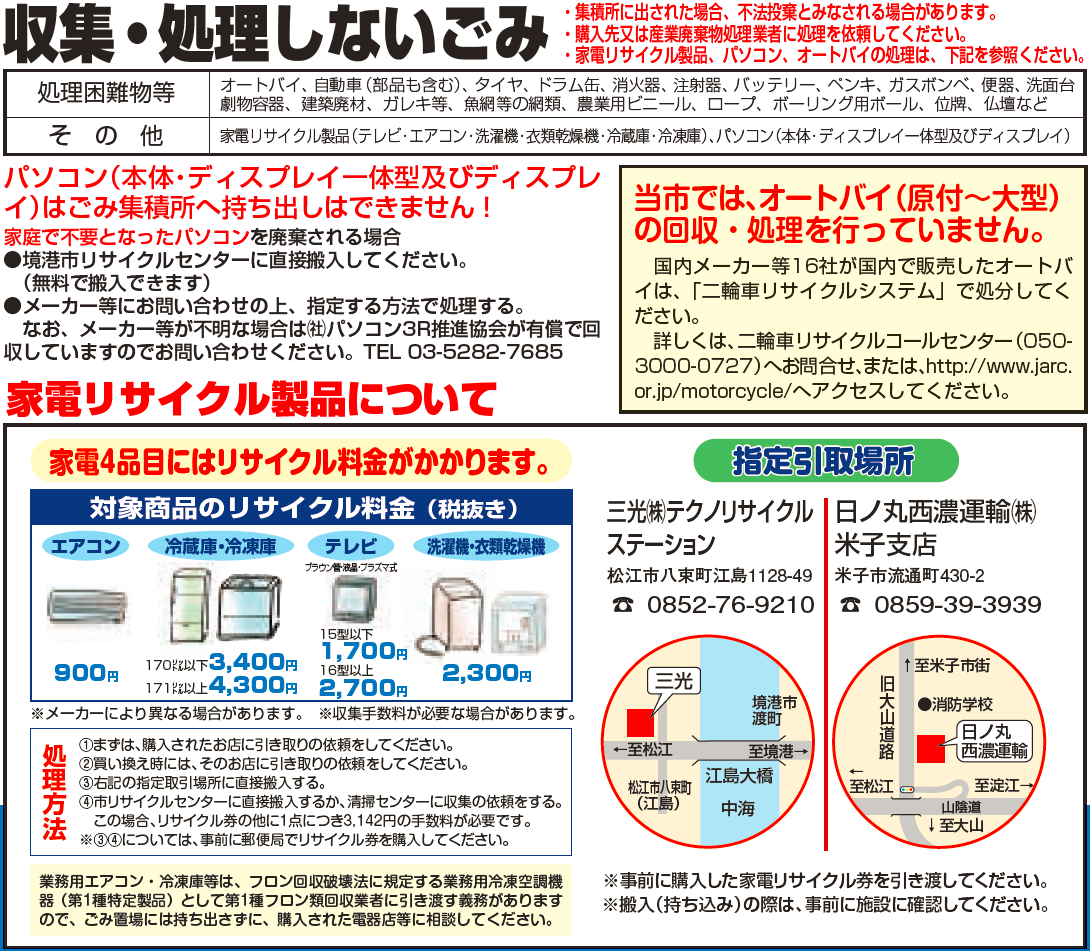 収集・処理しないごみ
・集積所に出された場合、不法投棄とみなされる場合があります。
・購入先又は産業廃棄物処理業者に処理を依頼してください。
・家電リサイクル製品、パソコン、オートバイの処理は、下記を参照ください。
処理困難物等
オートバイ、自動車（部品も含む）、タイヤ、ドラム缶、消火器、注射器、バッテリー、ペンキ、ガスボンベ、便器、洗面台
劇物容器、建築廃材、ガレキ等、魚網等の網類、農業用ビニール、ロープ、ボーリング用ボール、位牌、仏壇など
その他
家電リサイクル製品（テレビ・エアコン・洗濯機・衣類乾燥機・冷蔵庫・冷凍庫）、パソコン（本体・ディスプレイ一体型及びディスプレイ）
パソコン（本体・ディスプレイ一体型及びディスプレ
イ）はごみ集積所へ持ち出しはできません！
家庭で不要となったパソコンを廃棄される場合
●境港市リサイクルセンターに直接搬入してください。
（無料で搬入できます）
●メーカー等にお問い合わせの上、指定する方法で処理する。
なお、メーカー等が不明な場合は㈳パソコン3R推進協会が有償で回
収していますのでお問い合わせください。TEL 03-5282-7685
当市では、オートバイ（原付～大型）
の回収・処理を行っていません。
国内メーカー等16社が国内で販売したオートバ
イは、「二輪車リサイクルシステム」で処分してく
ださい。
詳しくは、二輪車リサイクルコールセンター（050-
3000-0727）へお問合せ、または、http://www.jarc.
or.jp/motorcycle/へアクセスしてください。
家電リサイクル製品について
家電4品目にはリサイクル料金がかかります。
対象商品のリサイクル料金（税抜き）
エアコン
900円
冷蔵庫・冷凍庫
170㍑以下3,400円
171㍑以上4,300円
テレビ
ブラウン管・液晶・プラズマ式
15型以下
1,700円
16型以上
2,700円
洗濯機・衣類乾燥機
2,300円
※メーカーにより異なる場合があります。 ※収集手数料が必要な場合があります。
処理方法
①まずは、購入されたお店に引き取りの依頼をしてください。
②買い換え時には、そのお店に引き取りの依頼をしてください。
③右記の指定取引場所に直接搬入する。
④市リサイクルセンターに直接搬入するか、清掃センターに収集の依頼をする。
この場合、リサイクル券の他に1点につき3,142円の手数料が必要です。
※③④については、事前に郵便局でリサイクル券を購入してください。
業務用エアコン・冷凍庫等は、フロン回収破壊法に規定する業務用冷凍空調機
器（第1種特定製品）として第1種フロン類回収業者に引き渡す義務があります
ので、ごみ置場には持ち出さずに、購入された電器店等に相談してください。
指定引取場所
三光㈱テクノリサイクル
ステーション
松江市八束町江島1128-49
☎ 0852-76-9210
三光
境港市
渡町
←至松江
至境港→
松江市八束町
（江島）
江島大橋
中海
日ノ丸西濃運輸㈱
米子支店
米子市流通町430-2
☎ 0859-39-3939
↑至米子市街
旧大山道路
●消防学校
日ノ丸
西濃運輸
←
至松江
至淀江→
山陰道
↓至大山
※事前に購入した家電リサイクル券を引き渡してください。
※搬入（持ち込み）の際は、事前に施設に確認してください。